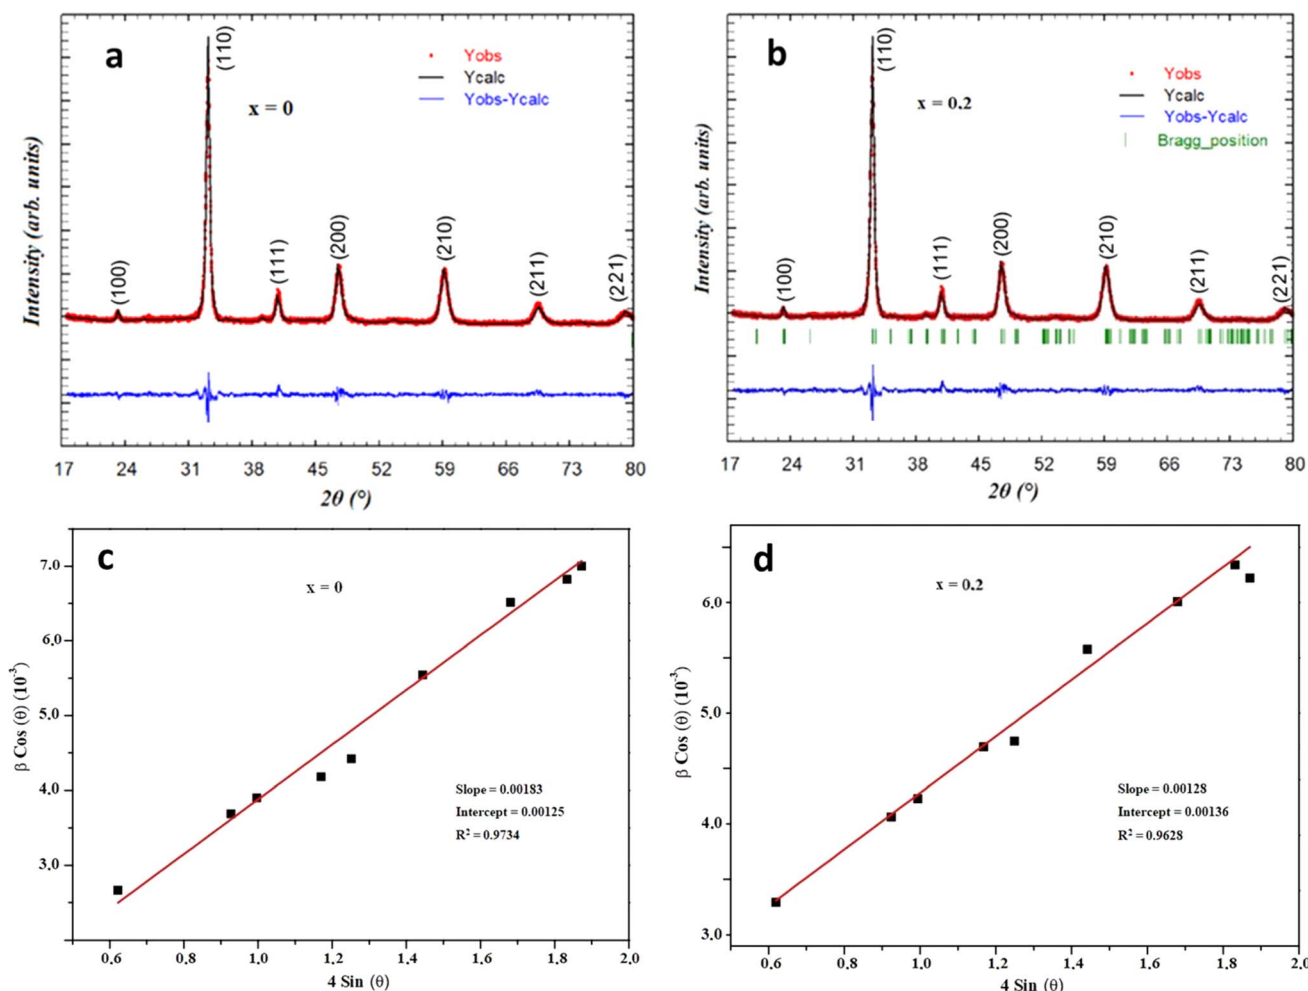 a
(110)
Yobs
Ycalc
Yobs-Ycalc
x = 0
(100)
(111)
(200)
(210)
(211)
(221)
Intensity (arb. units)
17 24 31 38 45 52 59 66 73 80
2θ (°)
b
(110)
Yobs
Ycalc
Yobs-Ycalc
Bragg_position
x = 0.2
(100)
(111)
(200)
(210)
(211)
(221)
Intensity (arb. units)
17 24 31 38 45 52 59 66 73 80
2θ (°)
c
x = 0
7.0
6.0
5.0
4.0
3.0
β Cos (θ) (10⁻³)
Slope = 0.00183
Intercept = 0.00125
R² = 0.9734
0,6 0,8 1,0 1,2 1,4 1,6 1,8 2,0
4 Sin (θ)
d
x = 0.2
6.0
5.0
4.0
3.0
β Cos (θ) (10⁻³)
Slope = 0.00128
Intercept = 0.00136
R² = 0.9628
0,6 0,8 1,0 1,2 1,4 1,6 1,8 2,0
4 Sin (θ)